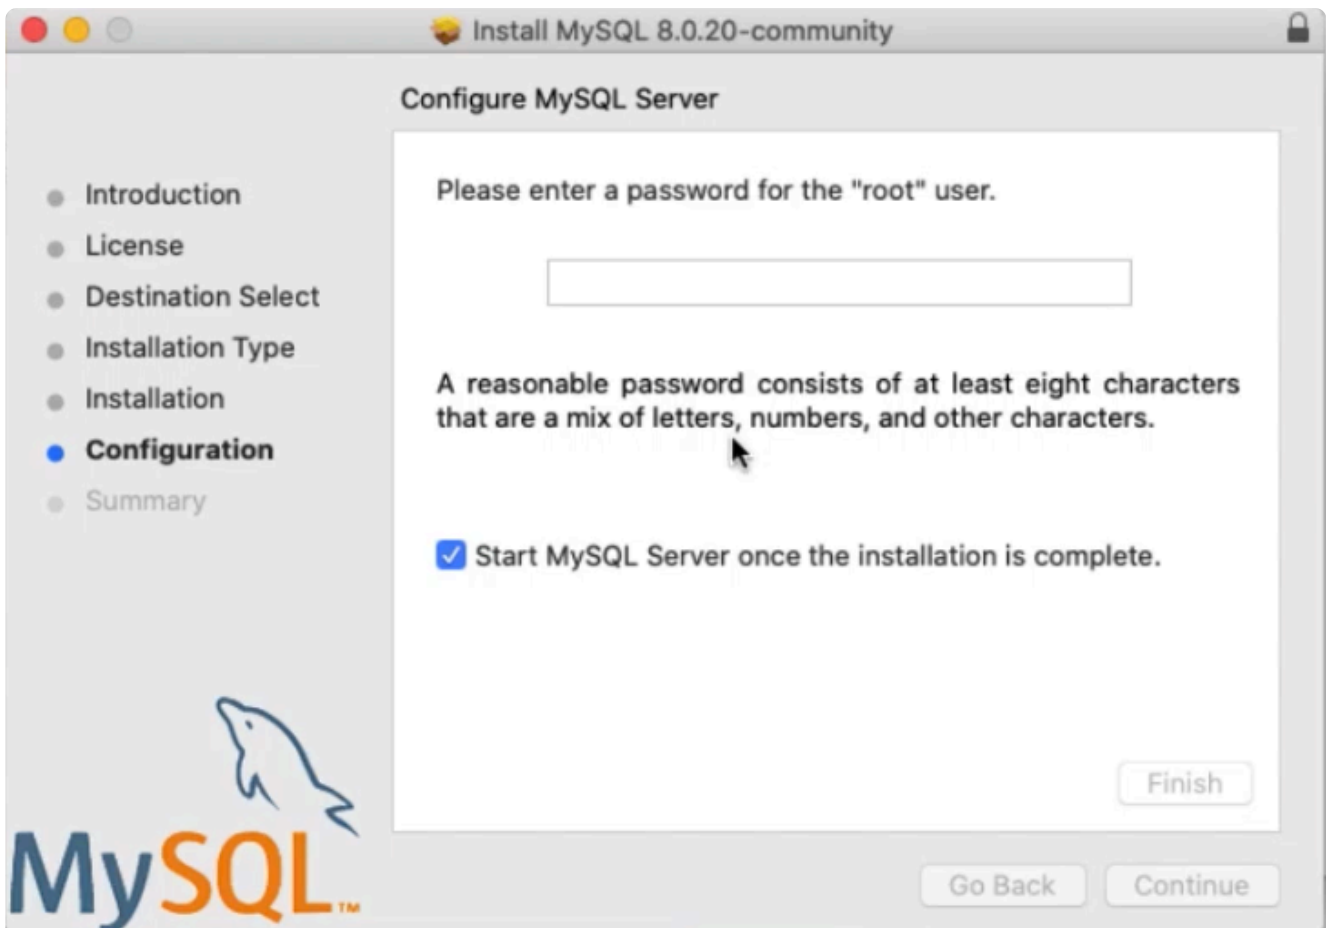 Install MySQL 8.0.20-community
Configure MySQL Server
Introduction
License
Destination Select
Installation Type
Installation
Configuration
Summary
Please enter a password for the "root" user.
A reasonable password consists of at least eight characters
that are a mix of letters, numbers, and other characters.
Start MySQL Server once the installation is complete.
Finish
MySQL™
Go Back
Continue